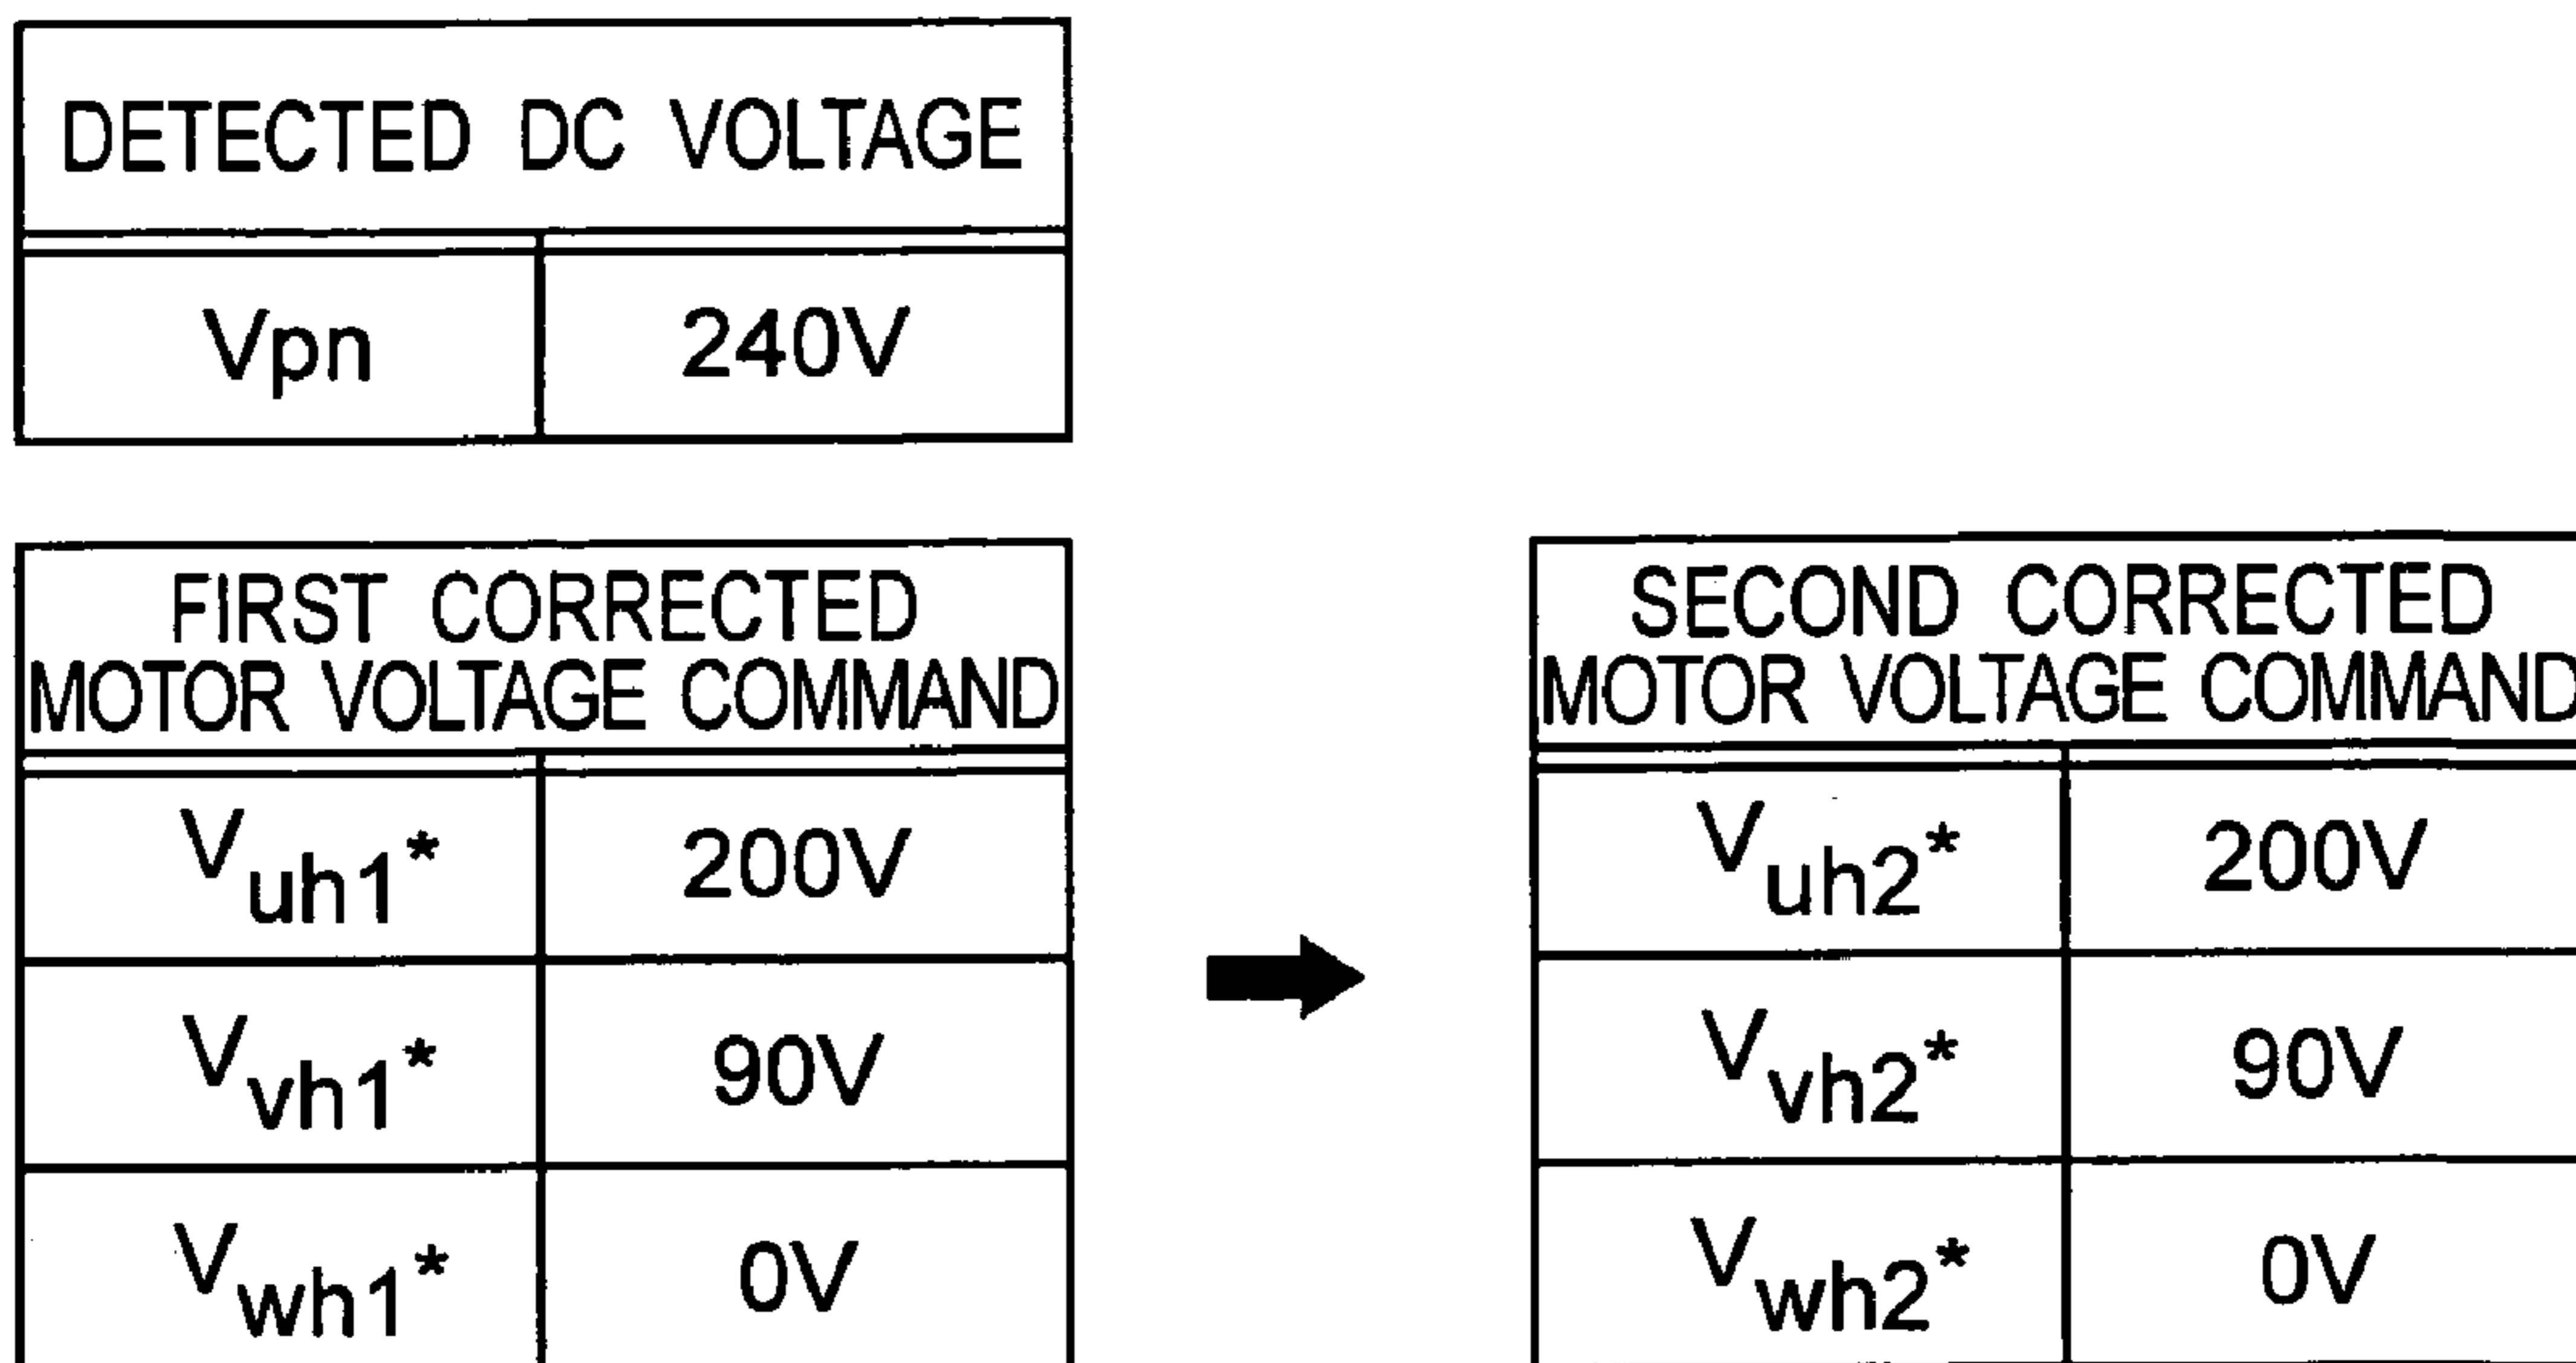 DETECTED DC VOLTAGE
Vpn 240V
FIRST CORRECTED
MOTOR VOLTAGE COMMAND
Vuh1* 200V
Vvh1* 90V
Vwh1* 0V
SECOND CORRECTED
MOTOR VOLTAGE COMMAND
Vuh2* 200V
Vvh2* 90V
Vwh2* 0V